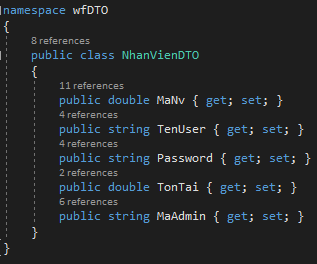 namespace wfDTO
{
8 references
public class NhanVienDTO
{
11 references
public double MaNv { get; set; }
4 references
public string TenUser { get; set; }
4 references
public string Password { get; set; }
2 references
public double TonTai { get; set; }
6 references
public string MaAdmin { get; set; }
}
}